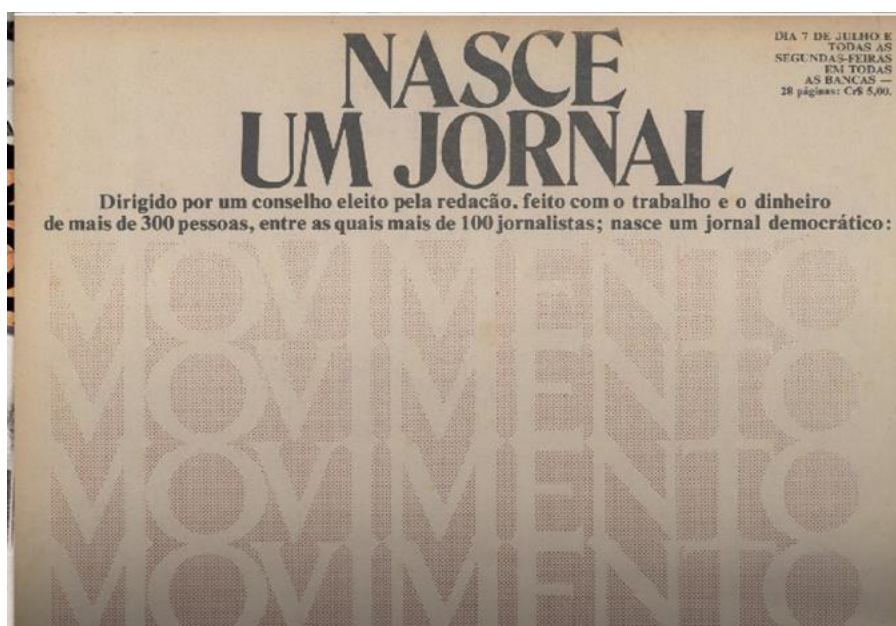 NASCE
UM JORNAL
DIA 7 DE JULHO E
TODAS AS
SEGUNDAS-FEIRAS
EM TODAS
AS BANCAS —
28 páginas: Cr$ 5,00.
Dirigido por um conselho eleito pela redacão. feito com o trabalho e o dinheiro
de mais de 300 pessoas, entre as quais mais de 100 jornalistas; nasce um jornal democrático:
MOVIMENTO
MOVIMENTO
MOVIMENTO
MOVIMENTO